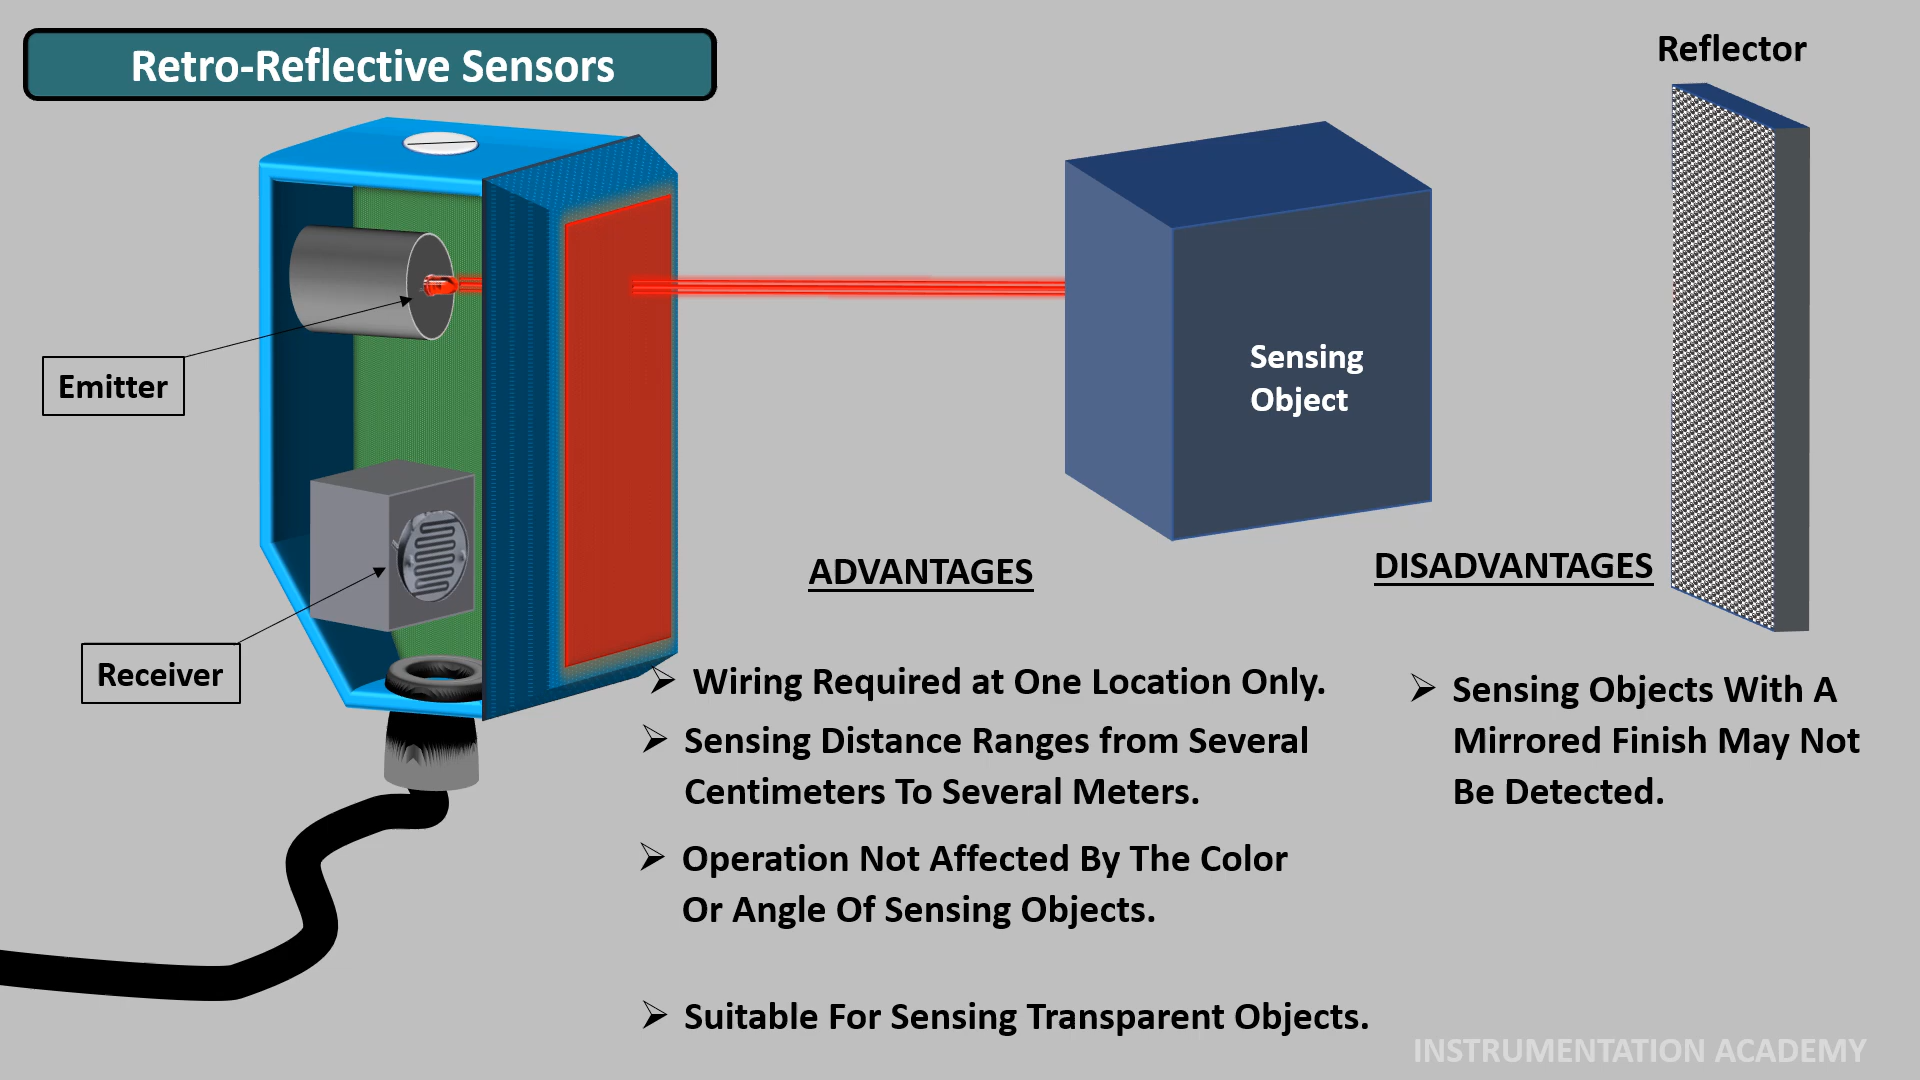 Retro-Reflective Sensors
Reflector
Sensing
Object
Emitter
Receiver
ADVANTAGES
➢ Wiring Required at One Location Only.
➢ Sensing Distance Ranges from Several
Centimeters To Several Meters.
➢ Operation Not Affected By The Color
Or Angle Of Sensing Objects.
➢ Suitable For Sensing Transparent Objects.
DISADVANTAGES
➢ Sensing Objects With A
Mirrored Finish May Not
Be Detected.
INSTRUMENTATION ACADEMY